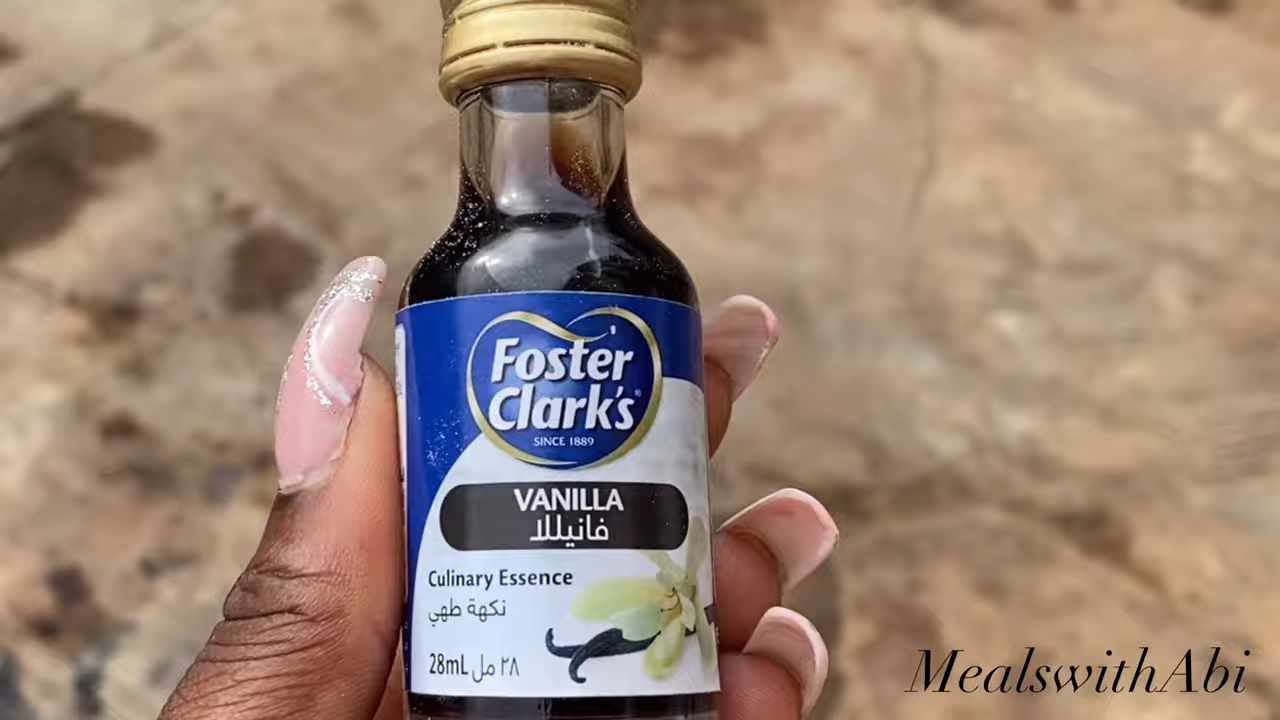 Foster
Clark's®
SINCE 1889
VANILLA
فانيللا
Culinary Essence
نكهة طهي
28mL ٢٨ مل
MealswithAbi